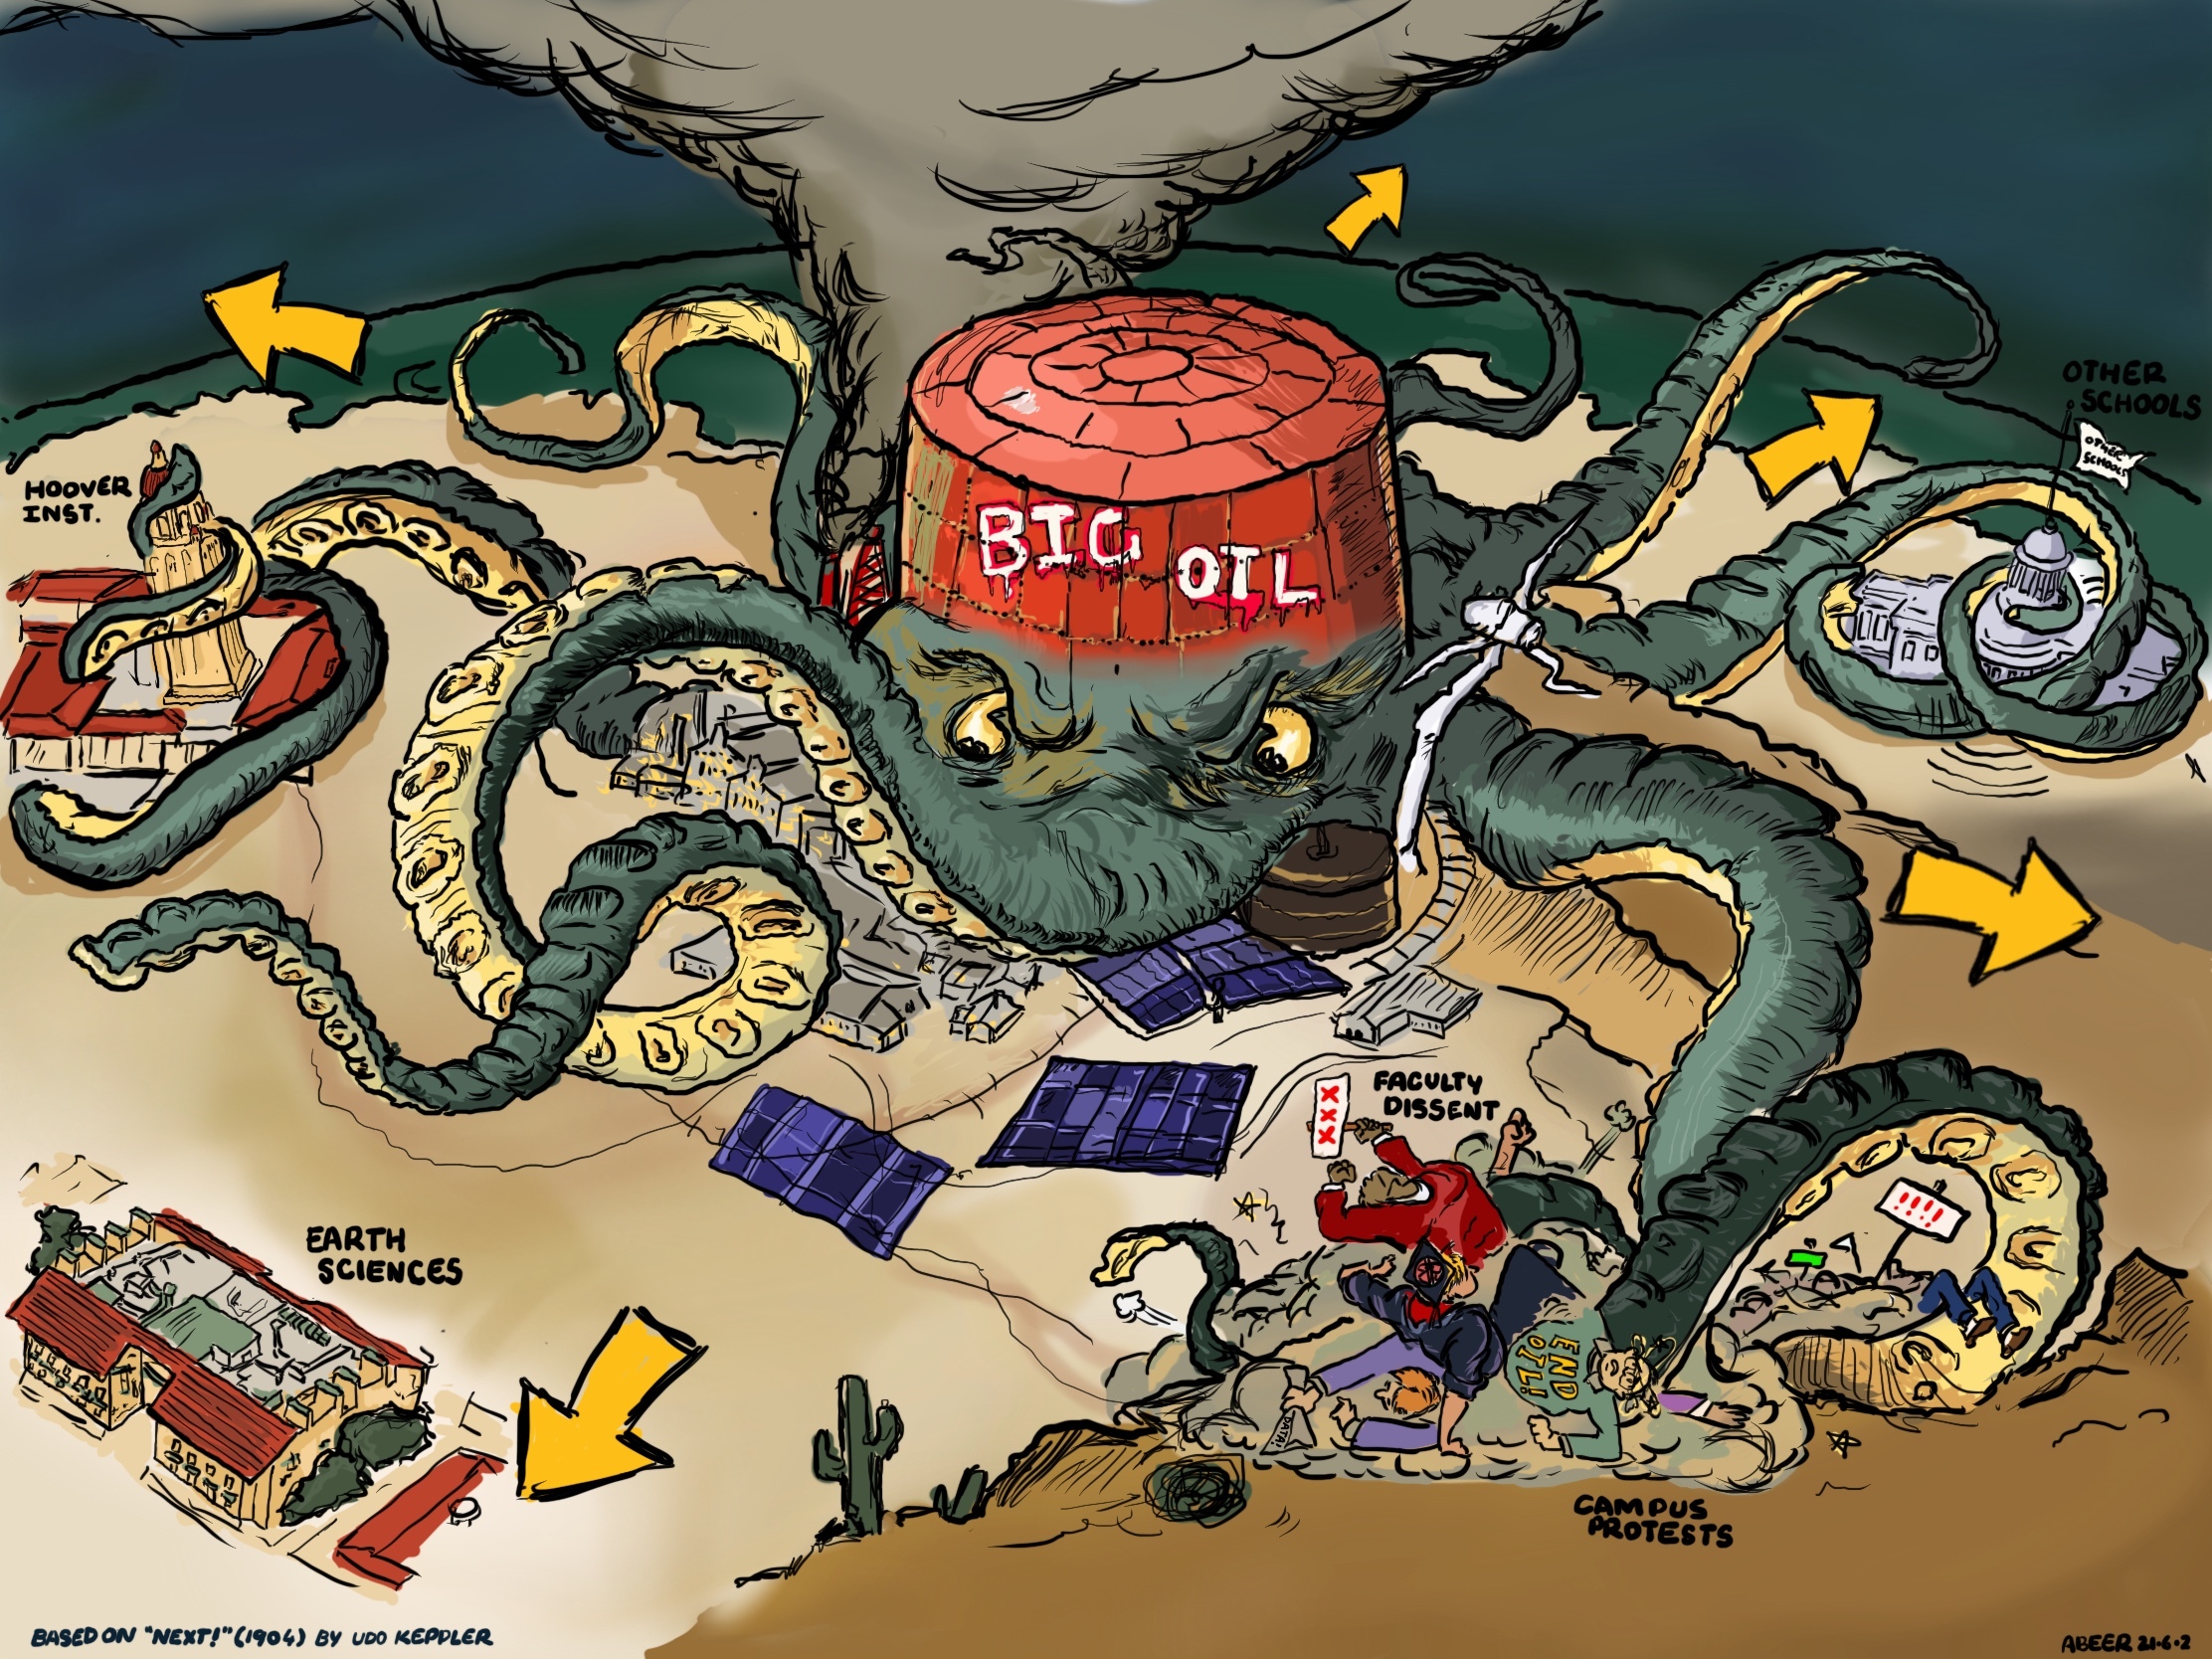 BIG OIL
HOOVER
INST.
OTHER
SCHOOLS
OTHER
SCHOOLS
FACULTY
DISSENT
XXX
!!!!
EARTH
SCIENCES
END
OIL!
DATA!
CAMPUS
PROTESTS
BASED ON "NEXT!" (1904) BY UDO KEPPLER
ABEER 21·6·2